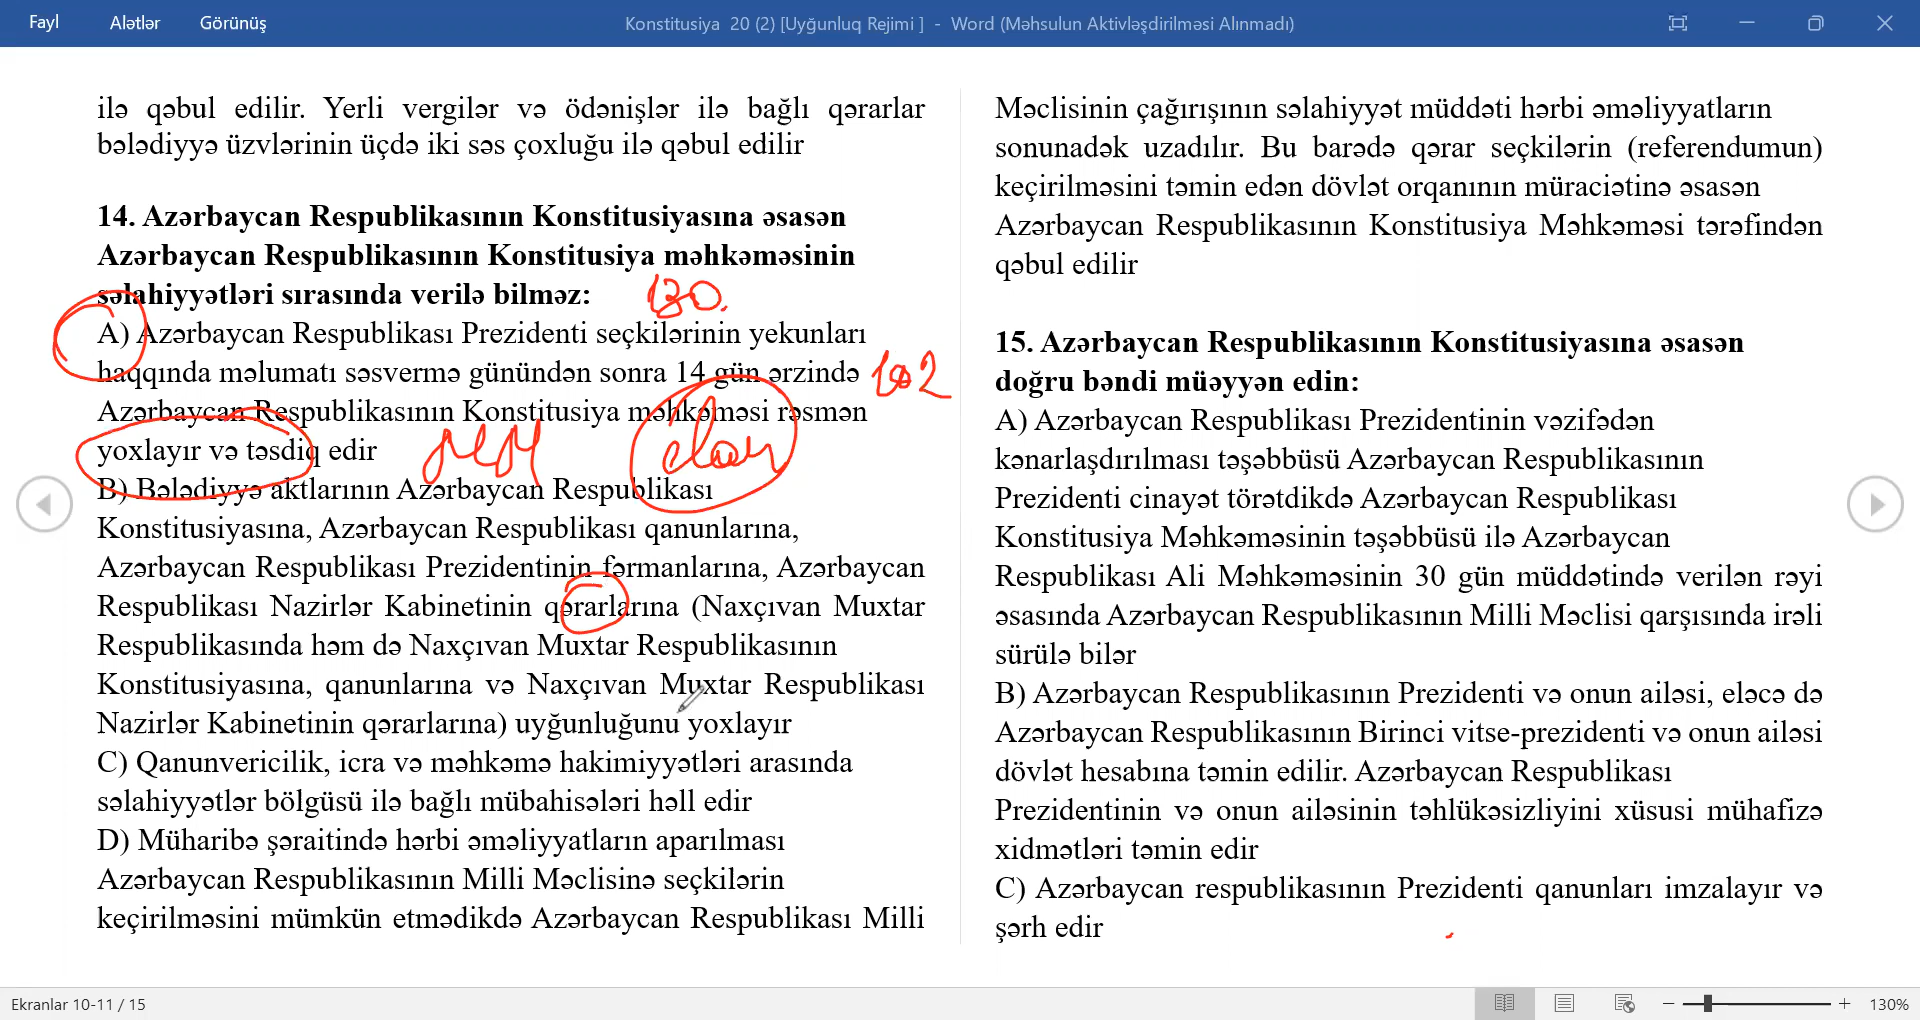 Fayl Alətlər Görünüş Konstitusiya 20 (2) [Uyğunluq Rejimi ] - Word (Məhsulun Aktivləşdirilməsi Alınmadı)
ilə qəbul edilir. Yerli vergilər və ödənişlər ilə bağlı qərarlar
bələdiyyə üzvlərinin üçdə iki səs çoxluğu ilə qəbul edilir
14. Azərbaycan Respublikasının Konstitusiyasına əsasən
Azərbaycan Respublikasının Konstitusiya məhkəməsinin
səlahiyyətləri sırasında verilə bilməz:
130.
A) Azərbaycan Respublikası Prezidenti seçkilərinin yekunları
haqqında məlumatı səsvermə günündən sonra 14 gün ərzində
102
Azərbaycan Respublikasının Konstitusiya məhkəməsi rəsmən
yoxlayır və təsdiq edir
B) Bələdiyyə aktlarının Azərbaycan Respublikası
Konstitusiyasına, Azərbaycan Respublikası qanunlarına,
Azərbaycan Respublikası Prezidentinin fərmanlarına, Azərbaycan
Respublikası Nazirlər Kabinetinin qərarlarına (Naxçıvan Muxtar
Respublikasında həm də Naxçıvan Muxtar Respublikasının
Konstitusiyasına, qanunlarına və Naxçıvan Muxtar Respublikası
Nazirlər Kabinetinin qərarlarına) uyğunluğunu yoxlayır
C) Qanunvericilik, icra və məhkəmə hakimiyyətləri arasında
səlahiyyətlər bölgüsü ilə bağlı mübahisələri həll edir
D) Müharibə şəraitində hərbi əməliyyatların aparılması
Azərbaycan Respublikasının Milli Məclisinə seçkilərin
keçirilməsini mümkün etmədikdə Azərbaycan Respublikası Milli
Məclisinin çağırışının səlahiyyət müddəti hərbi əməliyyatların
sonunadək uzadılır. Bu barədə qərar seçkilərin (referendumun)
keçirilməsini təmin edən dövlət orqanının müraciətinə əsasən
Azərbaycan Respublikasının Konstitusiya Məhkəməsi tərəfindən
qəbul edilir
15. Azərbaycan Respublikasının Konstitusiyasına əsasən
doğru bəndi müəyyən edin:
A) Azərbaycan Respublikası Prezidentinin vəzifədən
kənarlaşdırılması təşəbbüsü Azərbaycan Respublikasının
Prezidenti cinayət törətdikdə Azərbaycan Respublikası
Konstitusiya Məhkəməsinin təşəbbüsü ilə Azərbaycan
Respublikası Ali Məhkəməsinin 30 gün müddətində verilən rəyi
əsasında Azərbaycan Respublikasının Milli Məclisi qarşısında irəli
sürülə bilər
B) Azərbaycan Respublikasının Prezidenti və onun ailəsi, eləcə də
Azərbaycan Respublikasının Birinci vitse-prezidenti və onun ailəsi
dövlət hesabına təmin edilir. Azərbaycan Respublikası
Prezidentinin və onun ailəsinin təhlükəsizliyini xüsusi mühafizə
xidmətləri təmin edir
C) Azərbaycan respublikasının Prezidenti qanunları imzalayır və
şərh edir
Ekranlar 10-11 / 15 130%